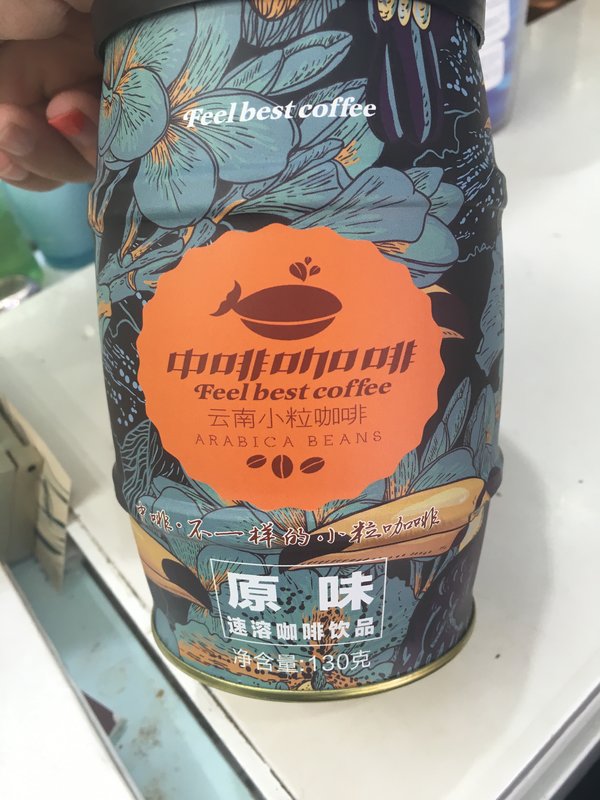 Feel best coffee
中啡咖啡
Feel best coffee
云南小粒咖啡
ARABICA BEANS
中啡·不一样的·小粒咖啡
原味
速溶咖啡饮品
净含量:130克